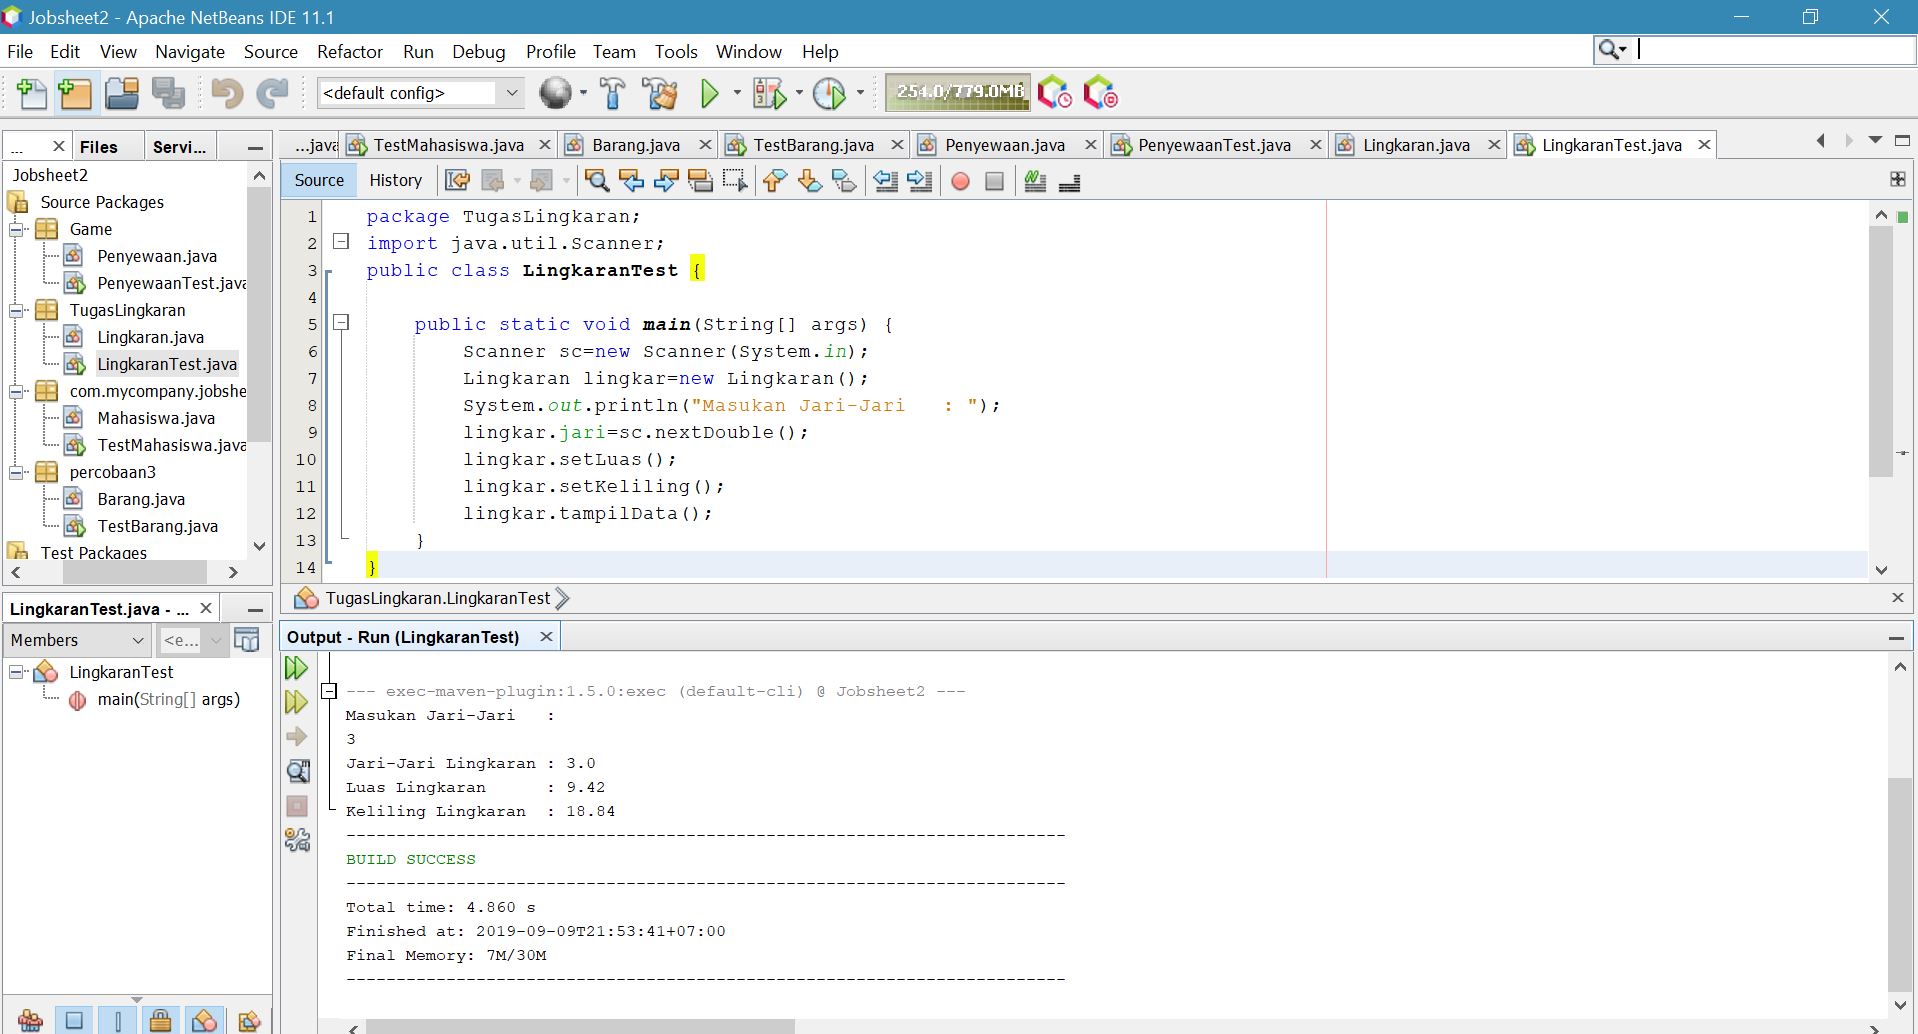 Jobsheet2 - Apache NetBeans IDE 11.1
File Edit View Navigate Source Refactor Run Debug Profile Team Tools Window Help
<default config>
254.0/779.0MB
... Files Servi...
...java TestMahasiswa.java Barang.java TestBarang.java Penyewaan.java PenyewaanTest.java Lingkaran.java LingkaranTest.java
Source History
Jobsheet2
Source Packages
Game
Penyewaan.java
PenyewaanTest.java
TugasLingkaran
Lingkaran.java
LingkaranTest.java
com.mycompany.jobshe
Mahasiswa.java
TestMahasiswa.java
percobaan3
Barang.java
TestBarang.java
Test Packages
1 package TugasLingkaran;
2 import java.util.Scanner;
3 public class LingkaranTest {
4
5 public static void main(String[] args) {
6 Scanner sc=new Scanner(System.in);
7 Lingkaran lingkar=new Lingkaran();
8 System.out.println("Masukan Jari-Jari   : ");
9 lingkar.jari=sc.nextDouble();
10 lingkar.setLuas();
11 lingkar.setKeliling();
12 lingkar.tampilData();
13 }
14 }
TugasLingkaran.LingkaranTest
LingkaranTest.java - ...
Members <e...
LingkaranTest
main(String[] args)
Output - Run (LingkaranTest)
--- exec-maven-plugin:1.5.0:exec (default-cli) @ Jobsheet2 ---
Masukan Jari-Jari   :
3
Jari-Jari Lingkaran : 3.0
Luas Lingkaran      : 9.42
Keliling Lingkaran  : 18.84
------------------------------------------------------------------------
BUILD SUCCESS
------------------------------------------------------------------------
Total time: 4.860 s
Finished at: 2019-09-09T21:53:41+07:00
Final Memory: 7M/30M
------------------------------------------------------------------------